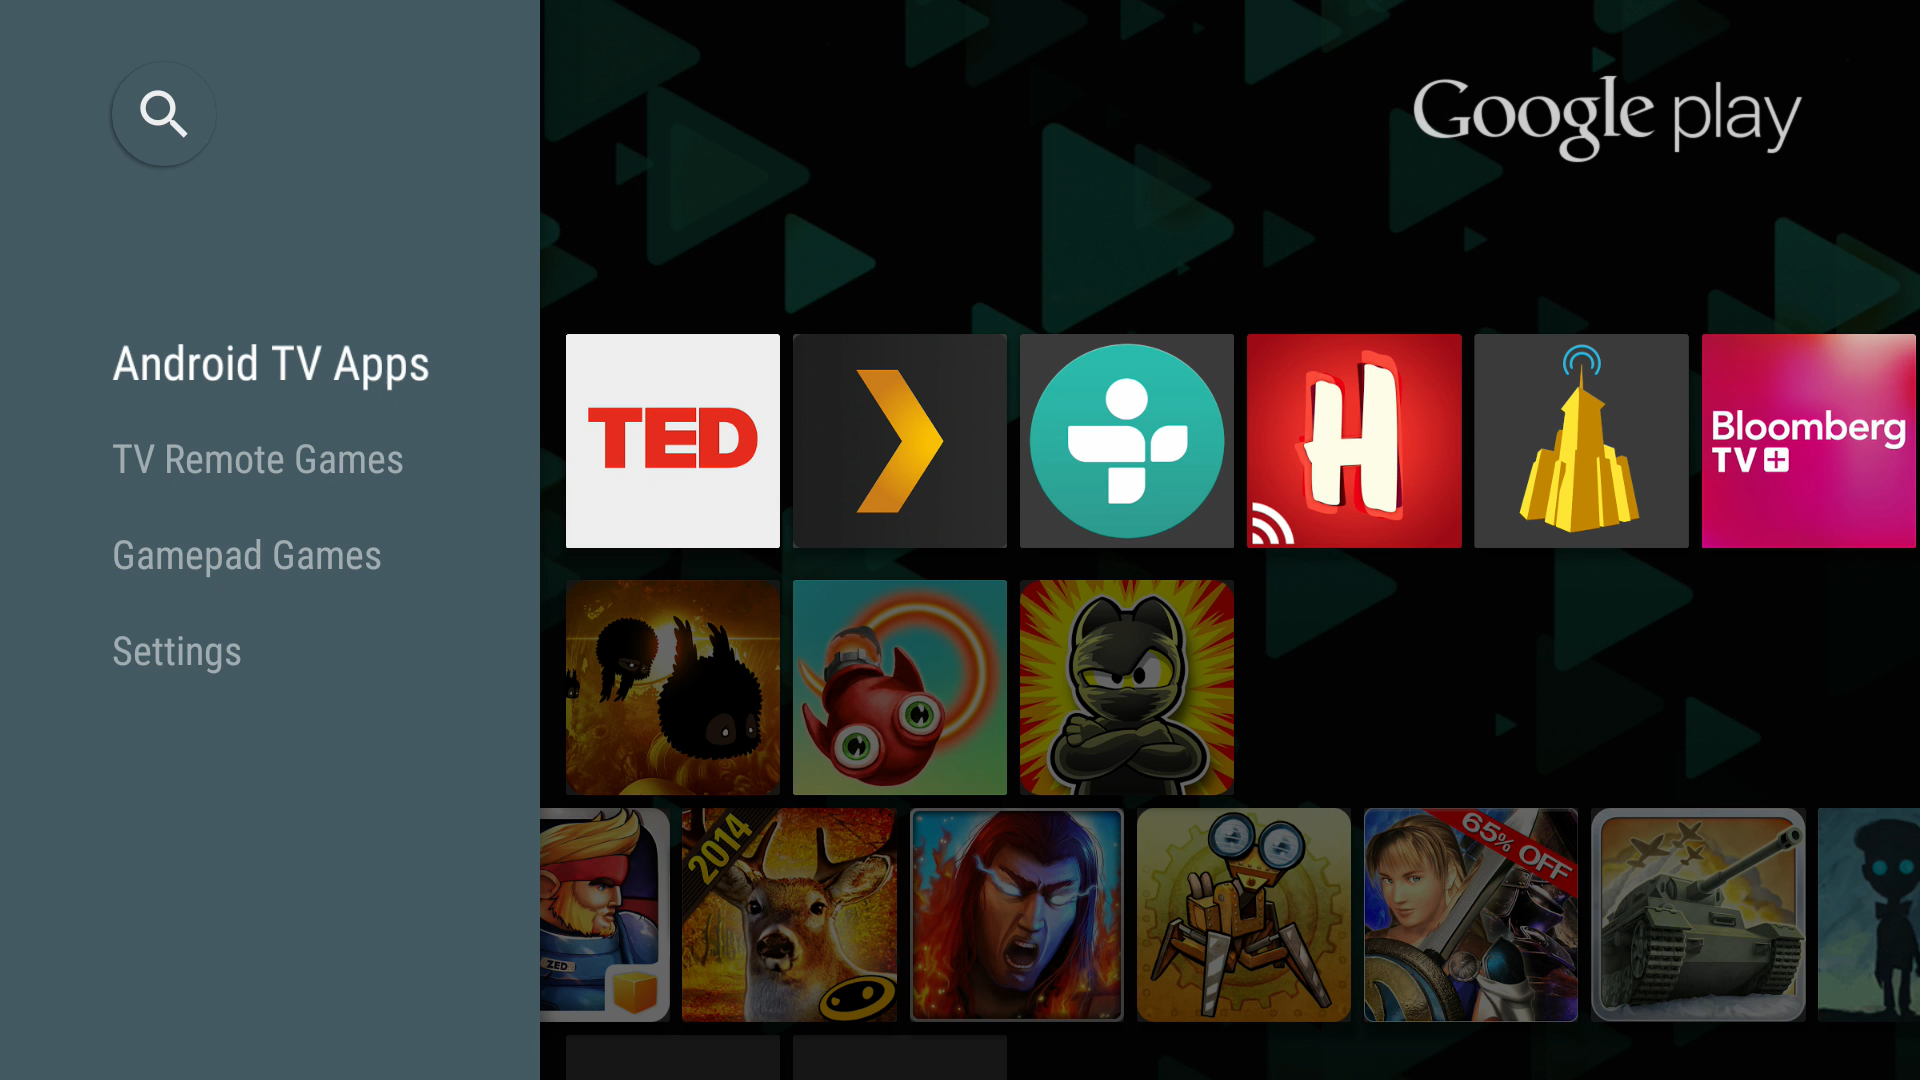 Google play
Android TV Apps
TV Remote Games
Gamepad Games
Settings
TED
H
Bloomberg
TV+
ZED
2014
65% OFF